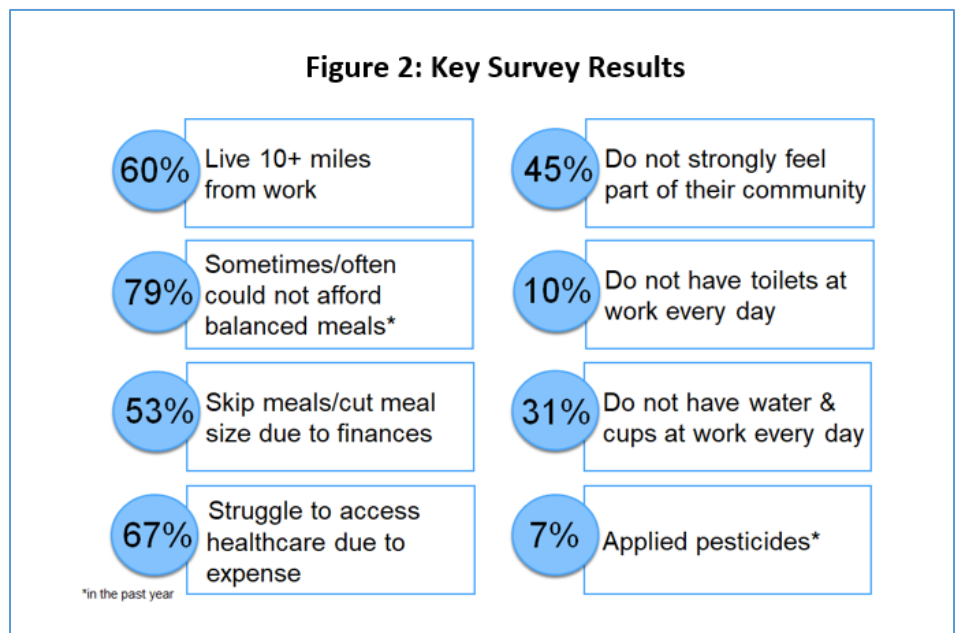 Figure 2: Key Survey Results
60%
Live 10+ miles
from work
79%
Sometimes/often
could not afford
balanced meals*
53%
Skip meals/cut meal
size due to finances
67%
Struggle to access
healthcare due to
expense
*in the past year
45%
Do not strongly feel
part of their community
10%
Do not have toilets at
work every day
31%
Do not have water &
cups at work every day
7%
Applied pesticides*